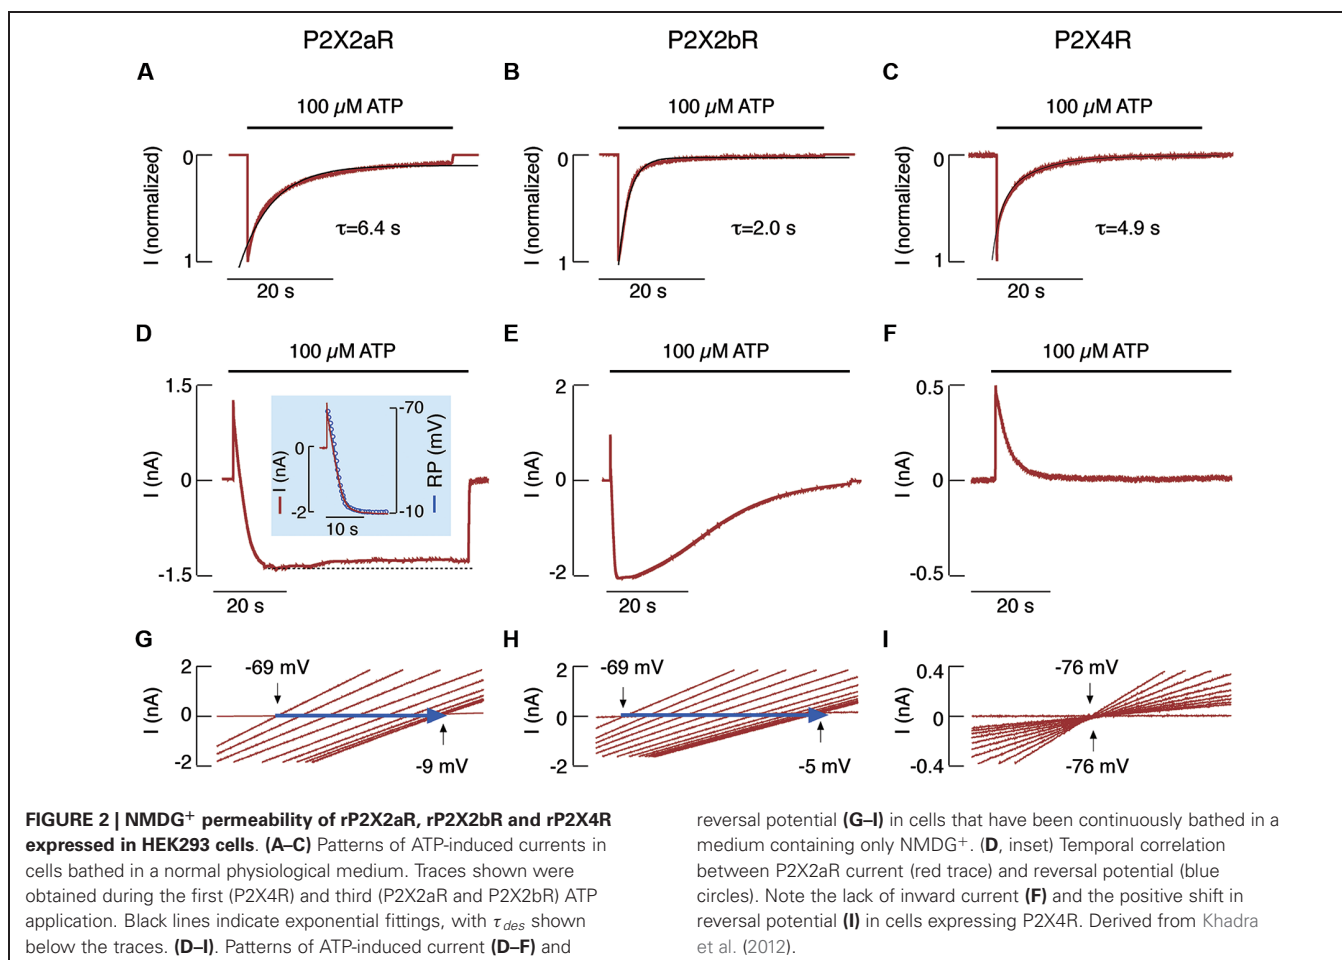 P2X2aR
P2X2bR
P2X4R
A
100 µM ATP
I (normalized)
0
1
τ=6.4 s
20 s
B
100 µM ATP
I (normalized)
0
1
τ=2.0 s
20 s
C
100 µM ATP
I (normalized)
0
1
τ=4.9 s
20 s
D
100 µM ATP
I (nA)
1.5
0
-1.5
20 s
I (nA)
0
-2
10 s
-70
-10
RP (mV)
E
100 µM ATP
I (nA)
2
0
-2
20 s
F
100 µM ATP
I (nA)
0.5
0
-0.5
20 s
G
I (nA)
2
0
-2
-69 mV
-9 mV
H
I (nA)
2
0
-2
-69 mV
-5 mV
I
I (nA)
0.4
0
-0.4
-76 mV
-76 mV
FIGURE 2 | NMDG⁺ permeability of rP2X2aR, rP2X2bR and rP2X4R
expressed in HEK293 cells. (A–C) Patterns of ATP-induced currents in
cells bathed in a normal physiological medium. Traces shown were
obtained during the first (P2X4R) and third (P2X2aR and P2X2bR) ATP
application. Black lines indicate exponential fittings, with τdes shown
below the traces. (D–I). Patterns of ATP-induced current (D–F) and
reversal potential (G–I) in cells that have been continuously bathed in a
medium containing only NMDG⁺. (D, inset) Temporal correlation
between P2X2aR current (red trace) and reversal potential (blue
circles). Note the lack of inward current (F) and the positive shift in
reversal potential (I) in cells expressing P2X4R. Derived from Khadra
et al. (2012).